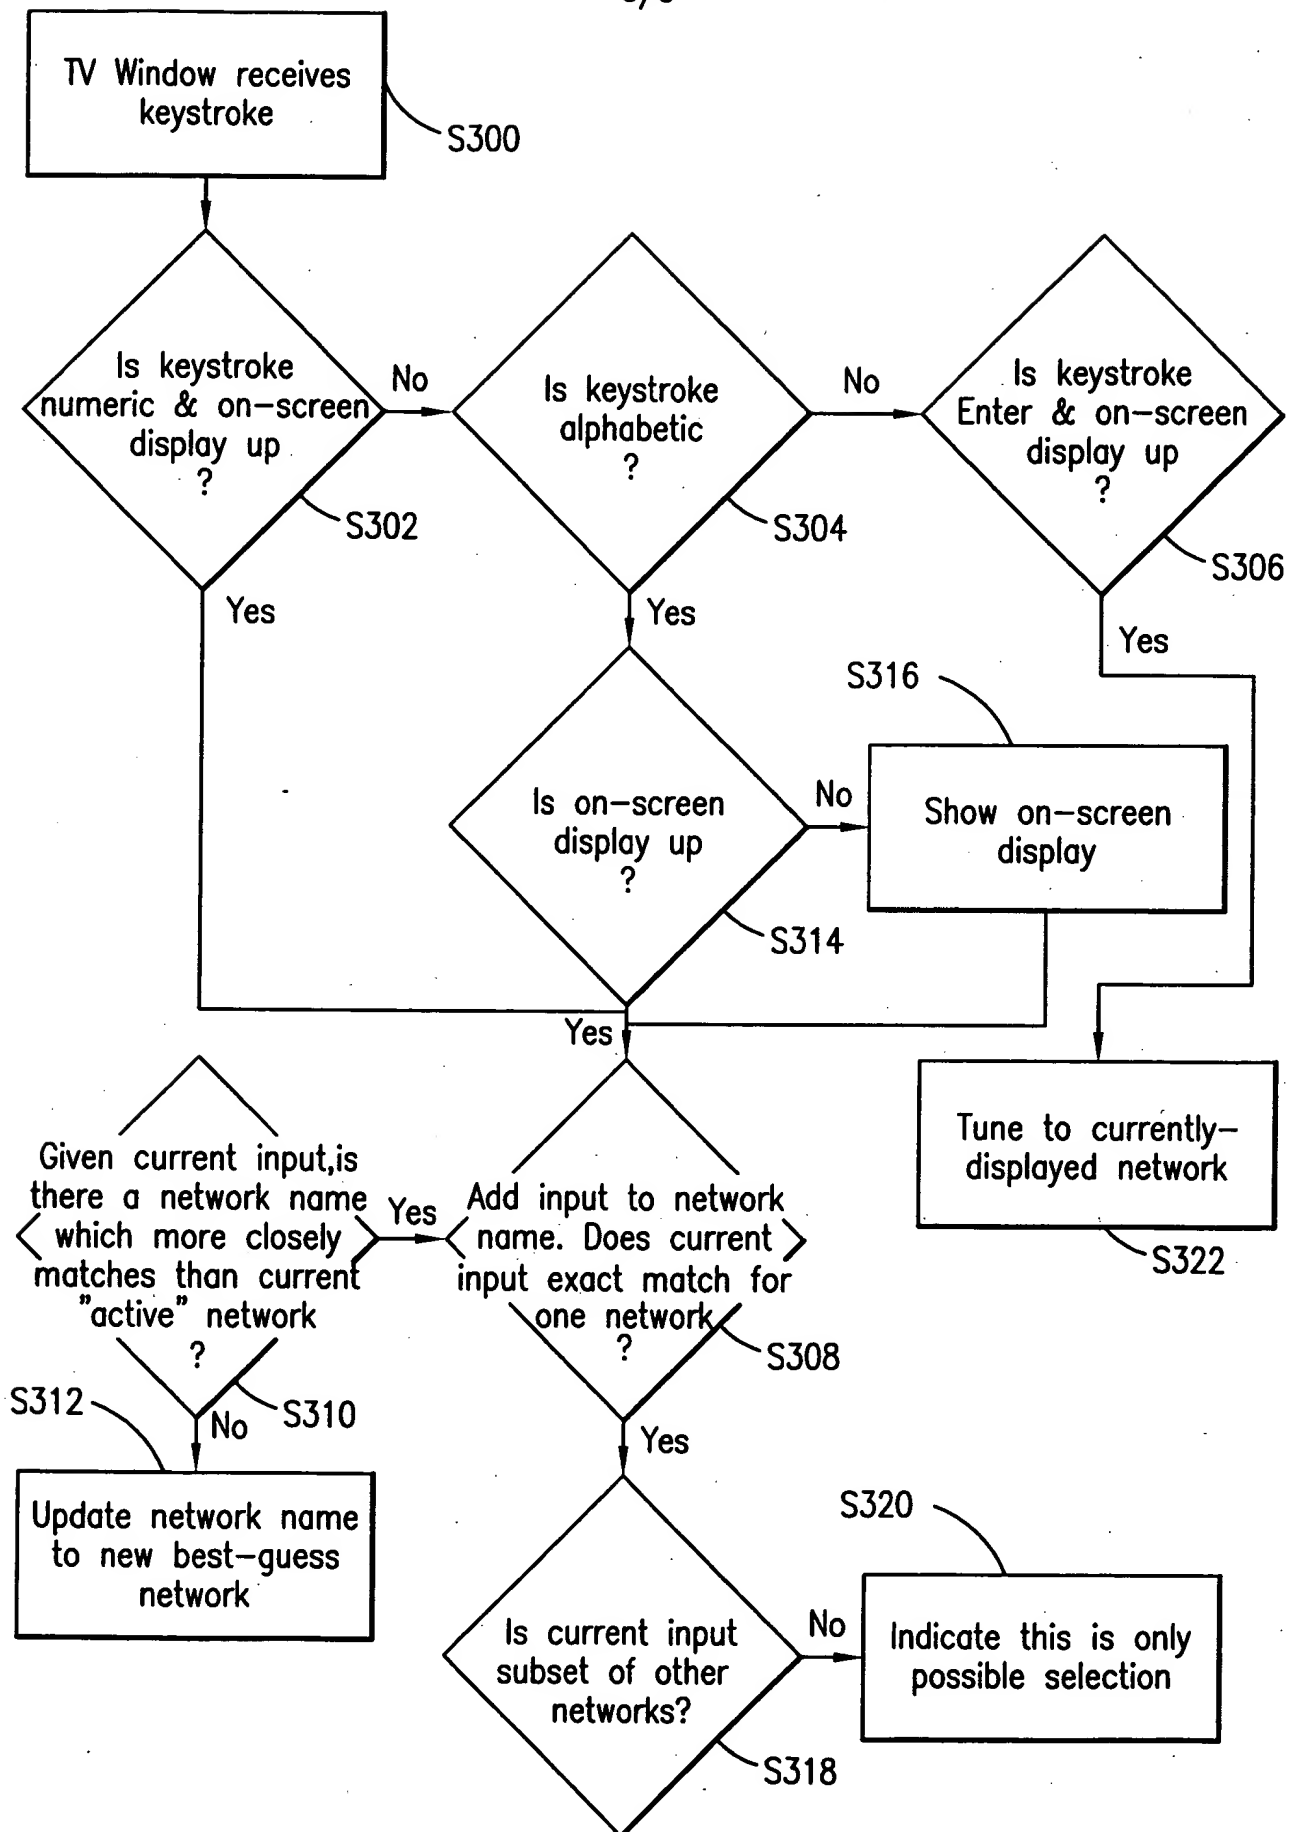 TV Window receives
keystroke
S300
Is keystroke
numeric & on-screen
display up
?
S302
No
Is keystroke
alphabetic
?
S304
No
Is keystroke
Enter & on-screen
display up
?
S306
Yes
Yes
Yes
S316
Is on-screen
display up
?
S314
No
Show on-screen
display
Yes
Given current input,is
there a network name
which more closely
matches than current
"active" network
?
S310
Yes
Add input to network
name. Does current
input exact match for
one network
?
S308
Tune to currently-
displayed network
S322
S312
No
Yes
Update network name
to new best-guess
network
S320
Is current input
subset of other
networks?
S318
No
Indicate this is only
possible selection